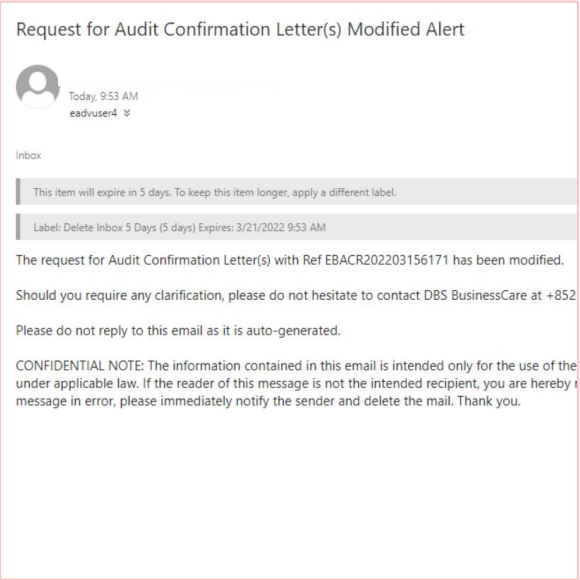 Request for Audit Confirmation Letter(s) Modified Alert
Today, 9:53 AM
eadvuser4
Inbox
This item will expire in 5 days. To keep this item longer, apply a different label.
Label: Delete Inbox 5 Days (5 days) Expires: 3/21/2022 9:53 AM
The request for Audit Confirmation Letter(s) with Ref EBACR202203156171 has been modified.
Should you require any clarification, please do not hesitate to contact DBS BusinessCare at +852
Please do not reply to this email as it is auto-generated.
CONFIDENTIAL NOTE: The information contained in this email is intended only for the use of the
under applicable law. If the reader of this message is not the intended recipient, you are hereby
message in error, please immediately notify the sender and delete the mail. Thank you.